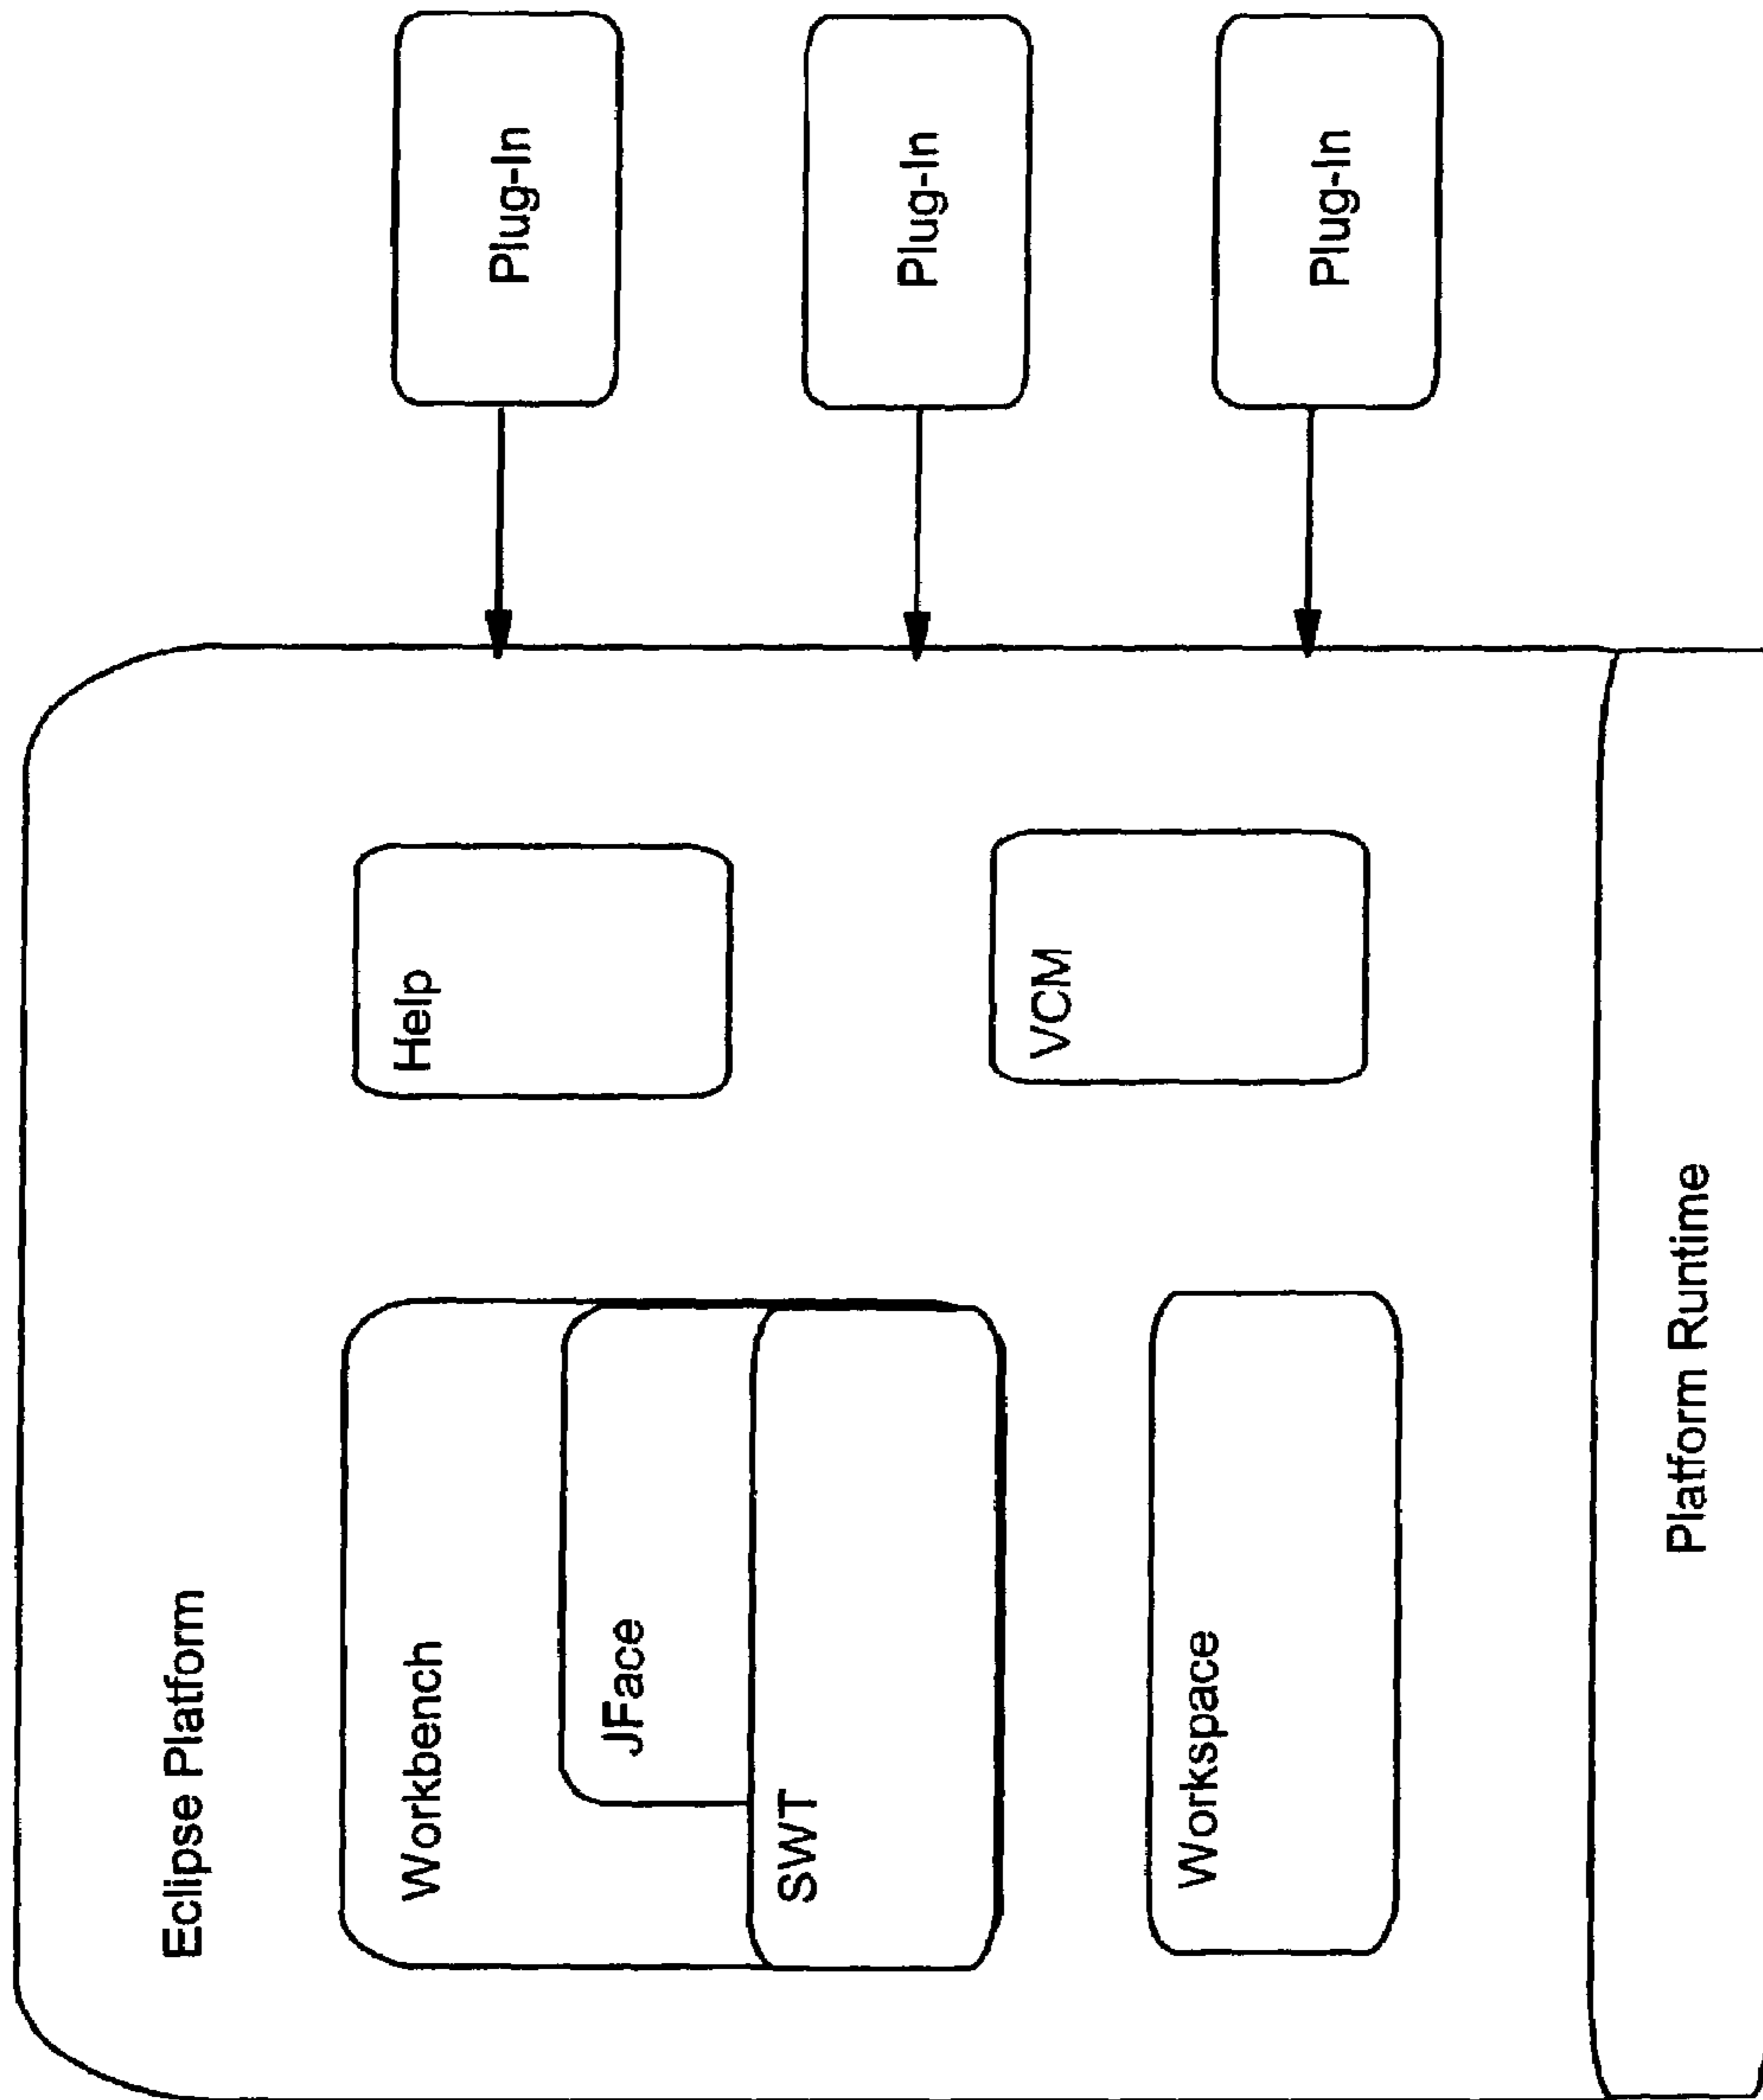 Eclipse Platform
Workbench
JFace
SWT
Workspace
Help
VCM
Platform Runtime
Plug-In
Plug-In
Plug-In